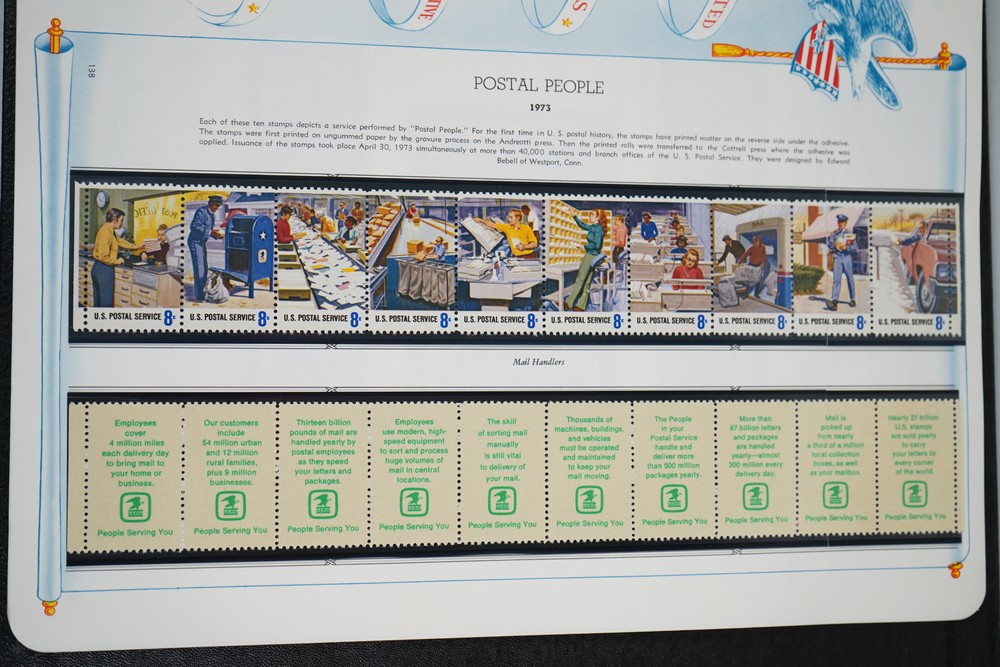 TIVE
S
TED
138
POSTAL PEOPLE
1973
Each of these ten stamps depicts a service performed by "Postal People." For the first time in U. S. postal history, the stamps have printed matter on the reverse side under the adhesive.
The stamps were first printed on ungummed paper by the gravure process on the Andreotti press. Then the printed rolls were transferred to the Cottrell press where the adhesive was
applied. Issuance of the stamps took place April 30, 1973 simultaneously at more than 40,000 stations and branch offices of the U. S. Postal Service. They were designed by Edward
Bebell of Westport, Conn.
U.S. POSTAL SERVICE 8¢
U.S. POSTAL SERVICE 8¢
U.S. POSTAL SERVICE 8¢
U.S. POSTAL SERVICE 8¢
U.S. POSTAL SERVICE 8¢
U.S. POSTAL SERVICE 8¢
U.S. POSTAL SERVICE 8¢
U.S. POSTAL SERVICE 8¢
U.S. POSTAL SERVICE 8¢
U.S. POSTAL SERVICE 8¢
Mail Handlers
Employees
cover
4 million miles
each delivery day
to bring mail to
your home or
business.
People Serving You
Our customers
include
54 million urban
and 12 million
rural families,
plus 9 million
businesses.
People Serving You
Thirteen billion
pounds of mail are
handled yearly by
postal employees
as they speed
your letters and
packages.
People Serving You
Employees
use modern, high-
speed equipment
to sort and process
huge volumes of
mail in central
locations.
People Serving You
The skill
of sorting mail
manually
is still vital
to delivery of
your mail.
People Serving You
Thousands of
machines, buildings,
and vehicles
must be operated
and maintained
to keep your
mail moving.
People Serving You
The People
in your
Postal Service
handle and
deliver more
than 500 million
packages yearly.
People Serving You
More than
87 billion letters
and packages
are handled
yearly—almost
300 million every
delivery day.
People Serving You
Mail is
picked up
from nearly
a third of a million
local collection
boxes, as well
as your mailbox.
People Serving You
Nearly 27 billion
U.S. stamps
are sold yearly
to carry
your letters to
every corner
of the world.
People Serving You